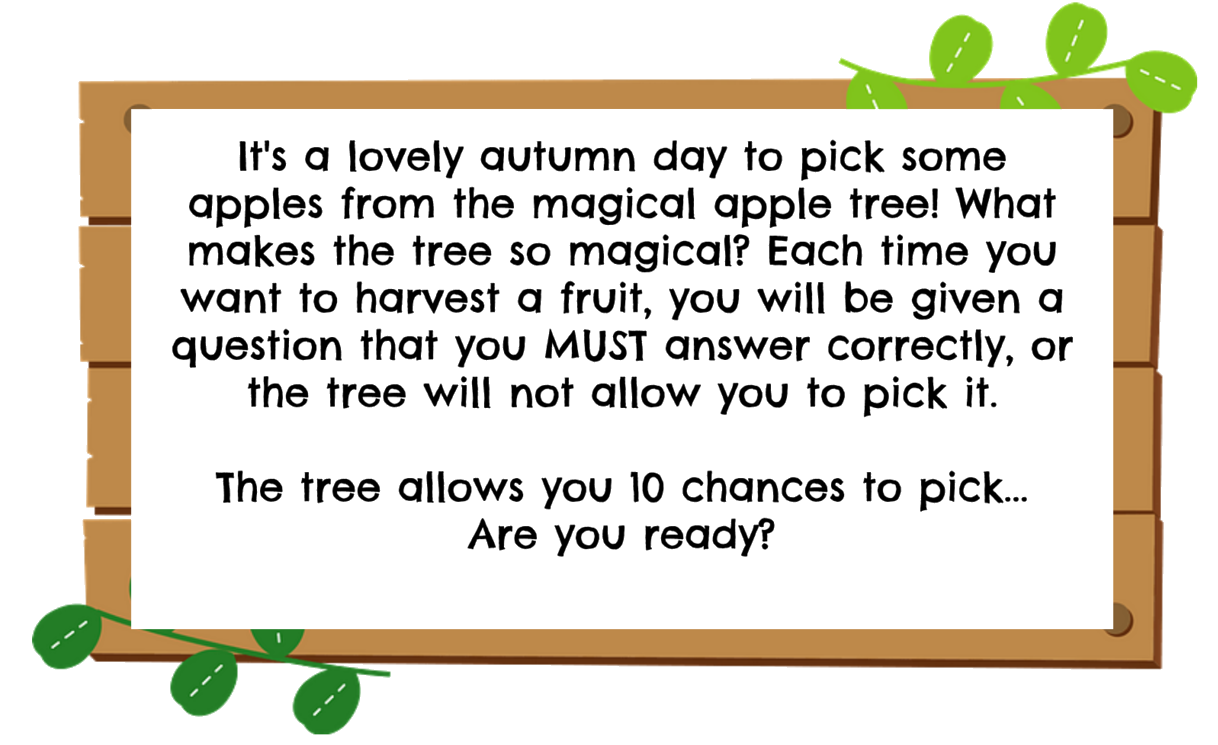 It's a lovely autumn day to pick some
apples from the magical apple tree! What
makes the tree so magical? Each time you
want to harvest a fruit, you will be given a
question that you MUST answer correctly, or
the tree will not allow you to pick it.
The tree allows you 10 chances to pick...
Are you ready?